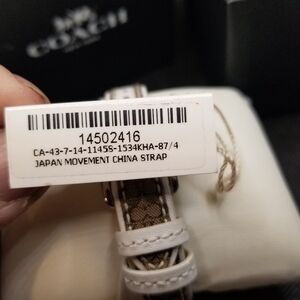 COACH
14502416
CA-43-7-14-1145S-1534KHA-87/4
JAPAN MOVEMENT CHINA STRAP